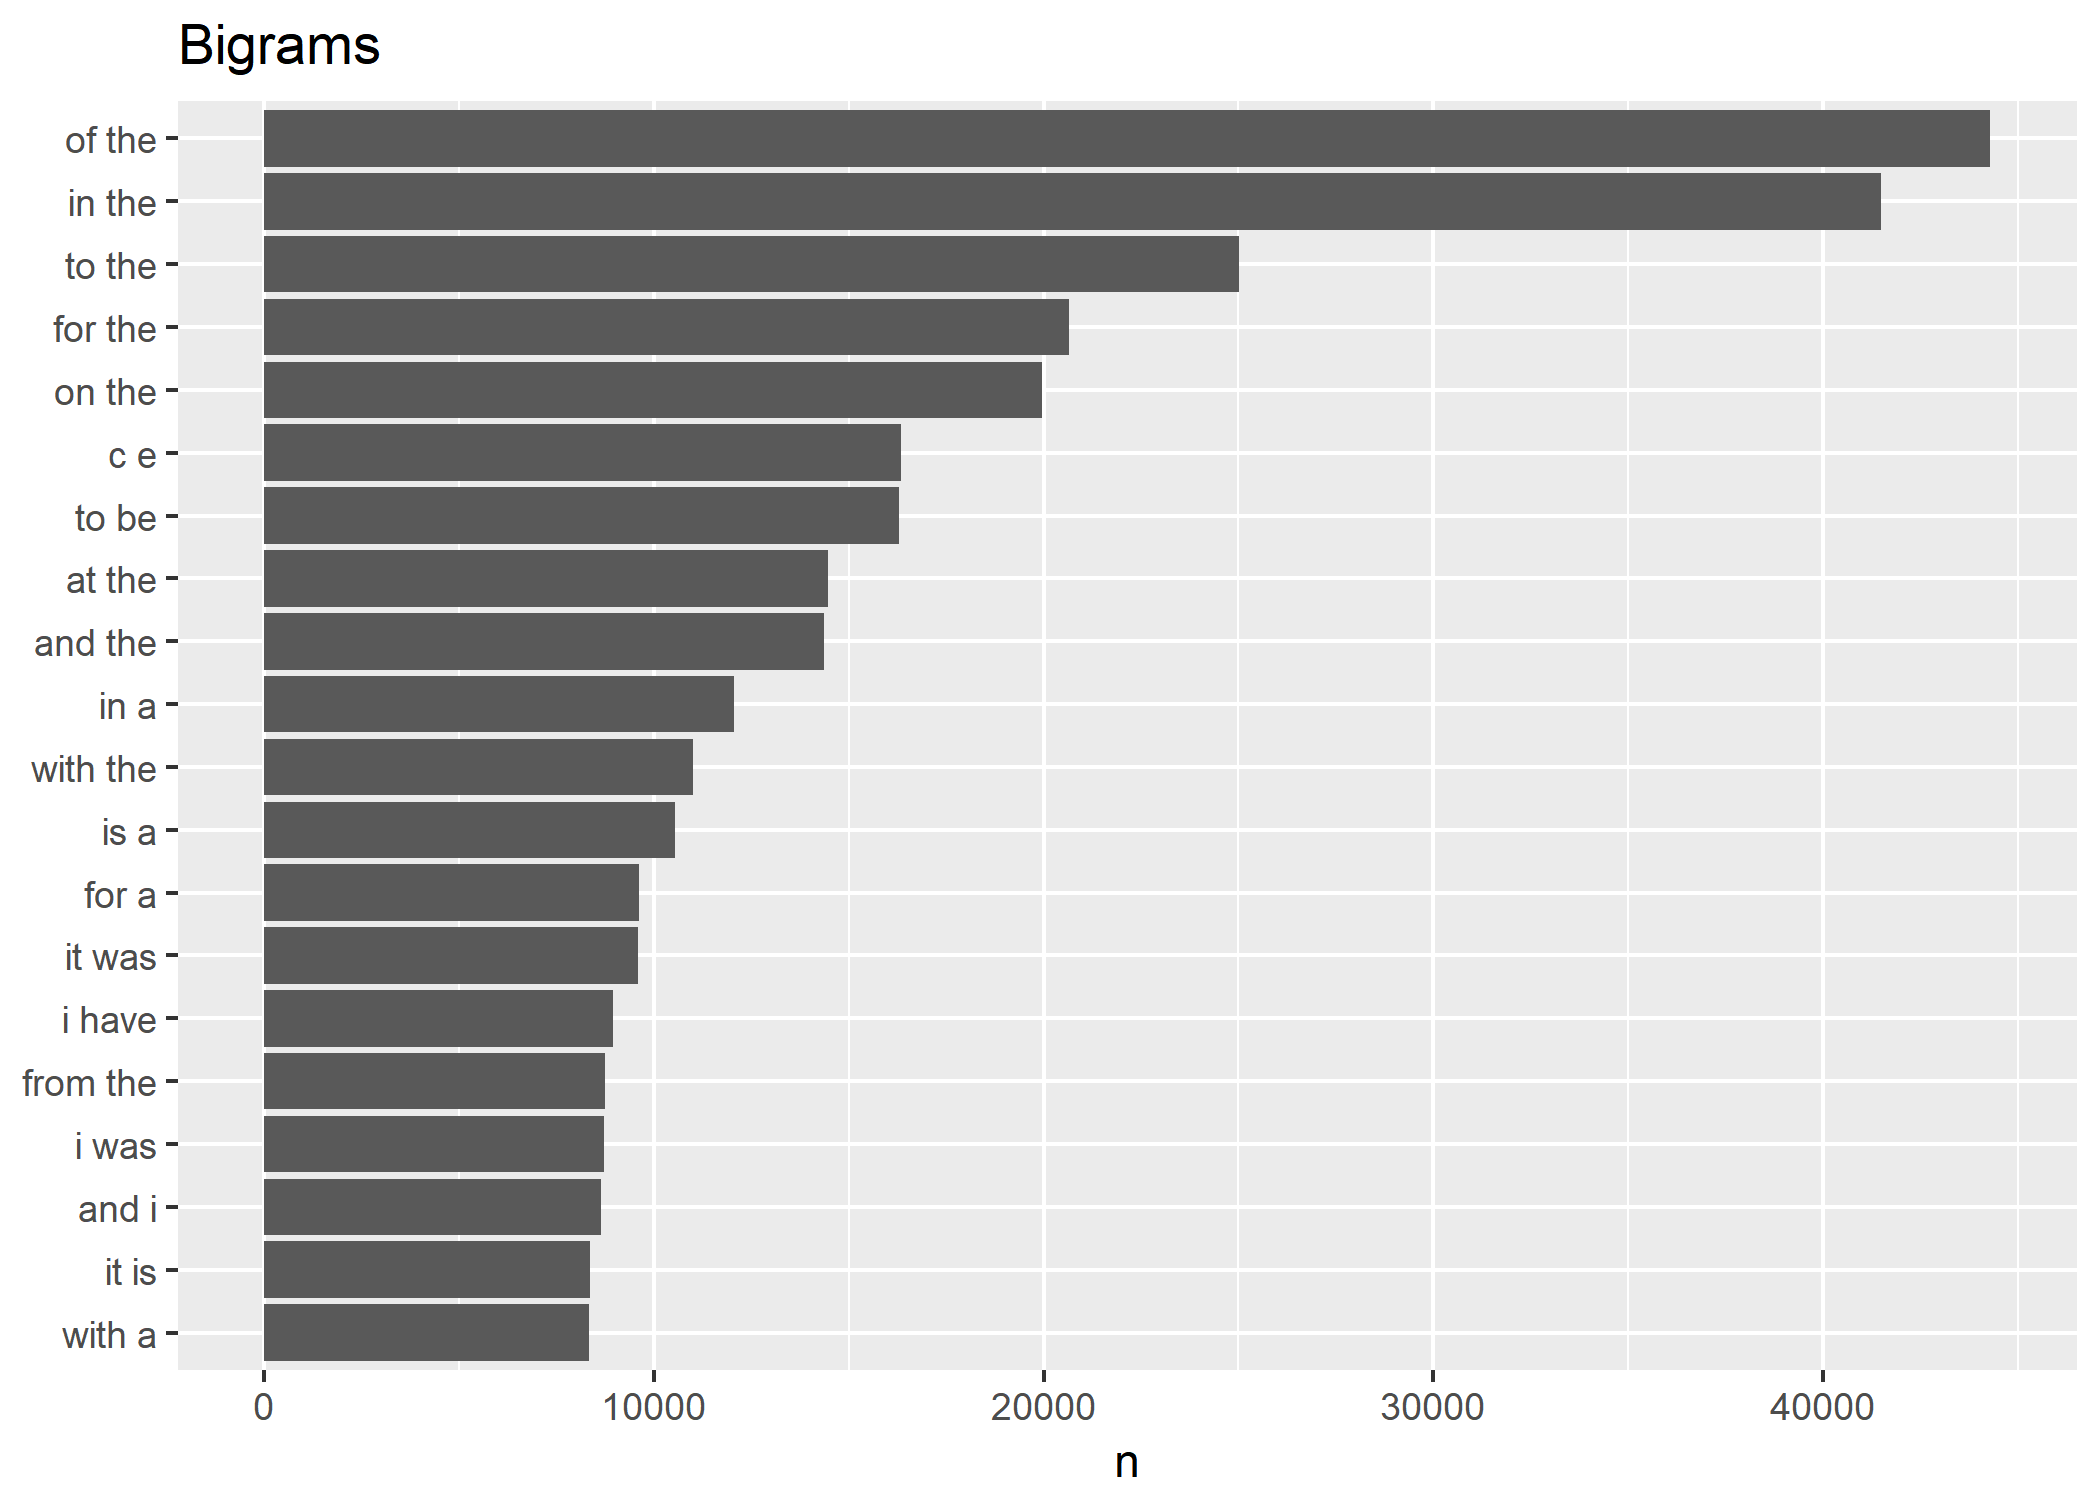 Bigrams
of the
in the
to the
for the
on the
c e
to be
at the
and the
in a
with the
is a
for a
it was
i have
from the
i was
and i
it is
with a
0 10000 20000 30000 40000
n